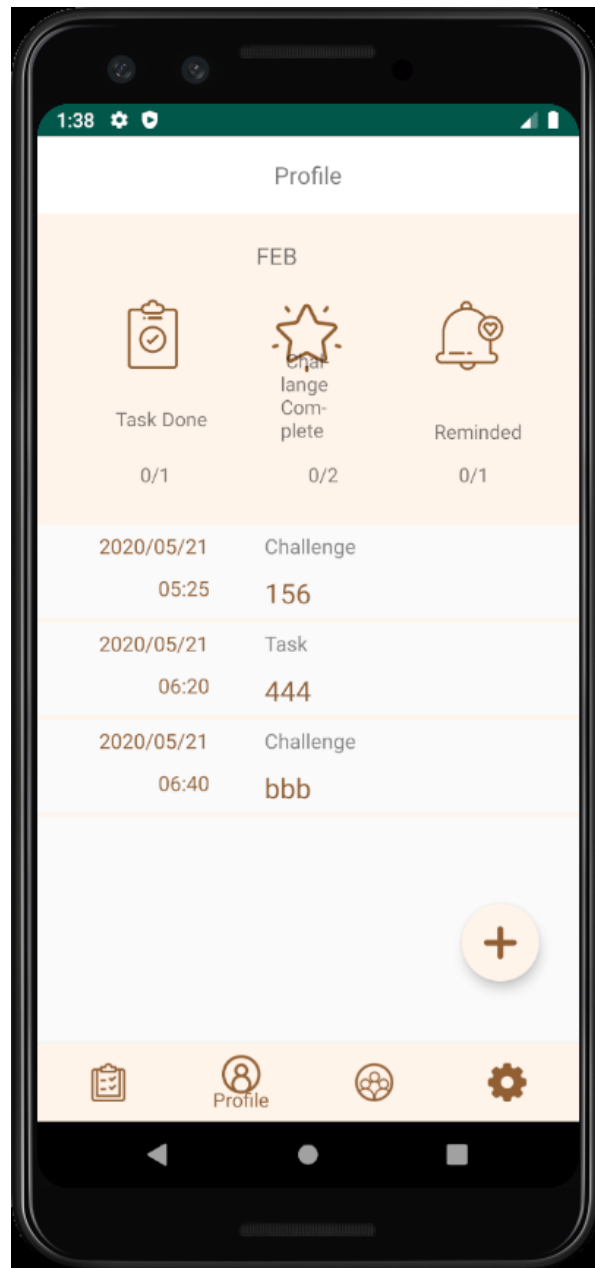 1:38
Profile
FEB
Chal-
lange
Com-
plete
Task Done
Reminded
0/1
0/2
0/1
2020/05/21
Challenge
05:25
156
2020/05/21
Task
06:20
444
2020/05/21
Challenge
06:40
bbb
Profile